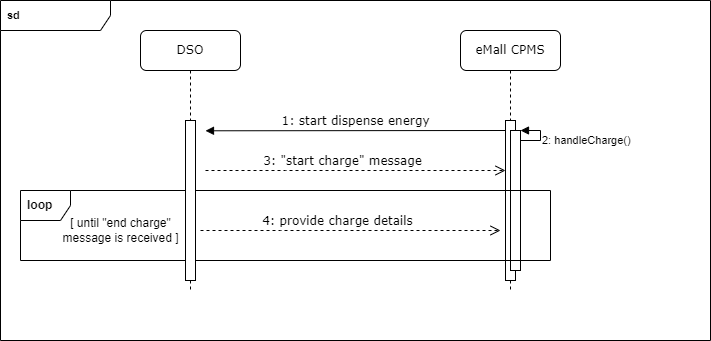 sd
DSO
eMall CPMS
1: start dispense energy
2: handleCharge()
3: "start charge" message
loop
[ until "end charge"
message is received ]
4: provide charge details